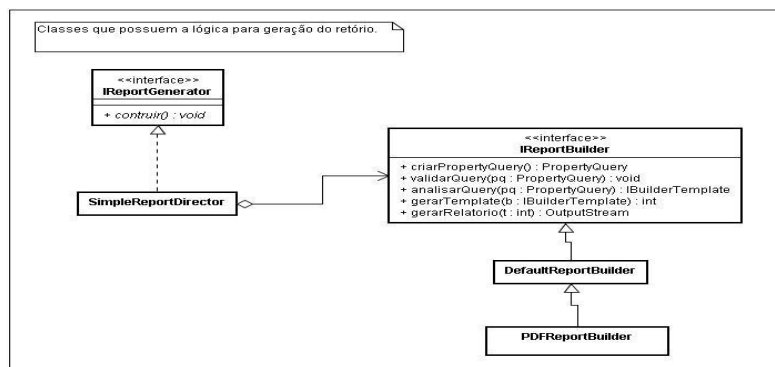 Classes que possuem a lógica para geração do retório.
<<interface>>
IReportGenerator
+ contruir() : void
SimpleReportDirector
<<interface>>
IReportBuilder
+ criarPropertyQuery() : PropertyQuery
+ validarQuery(pq : PropertyQuery) : void
+ analisarQuery(pq : PropertyQuery) : IBuilderTemplate
+ gerarTemplate(b : IBuilderTemplate) : int
+ gerarRelatorio(t : int) : OutputStream
DefaultReportBuilder
PDFReportBuilder